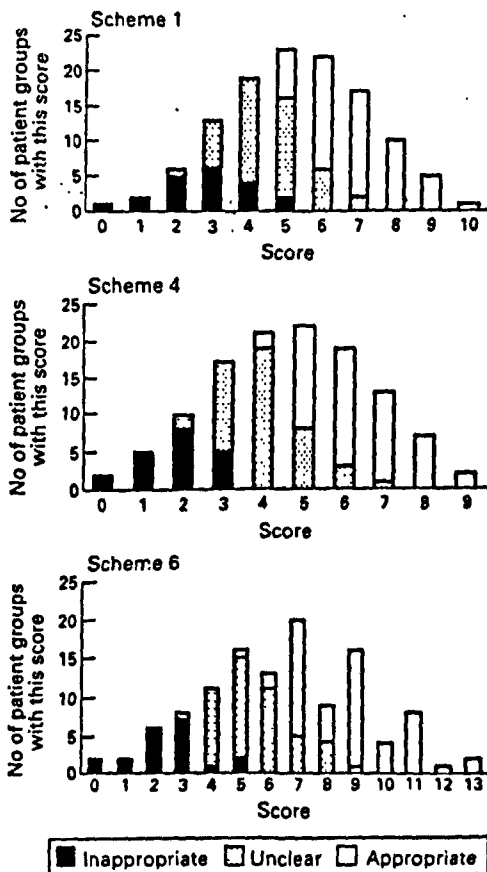 Scheme 1
25
20
15
10
5
0
No of patient groups
with this score
0 1 2 3 4 5 6 7 8 9 10
Score
Scheme 4
25
20
15
10
5
0
No of patient groups
with this score
0 1 2 3 4 5 6 7 8 9
Score
Scheme 6
25
20
15
10
5
0
No of patient groups
with this score
0 1 2 3 4 5 6 7 8 9 10 11 12 13
Score
Inappropriate Unclear Appropriate